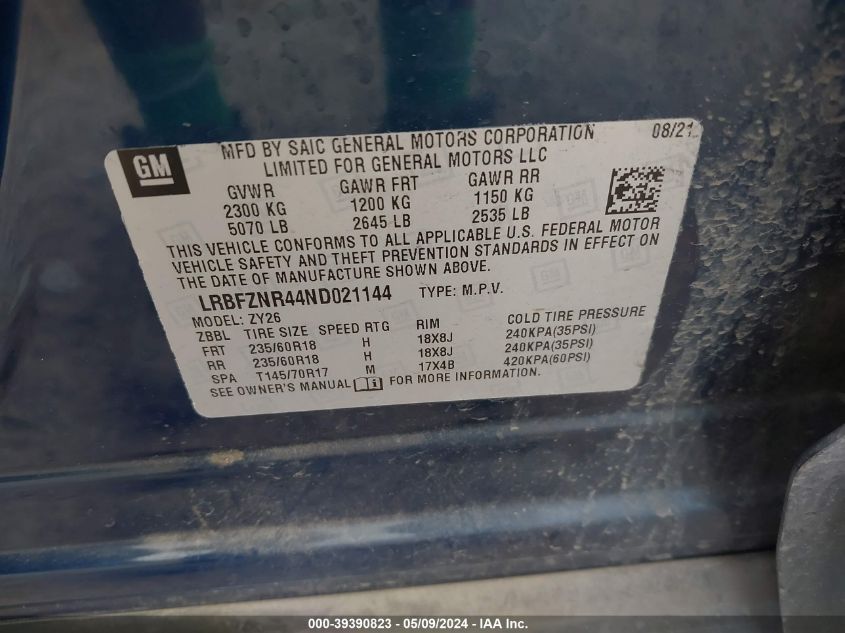 GM
MFD BY SAIC GENERAL MOTORS CORPORATION 08/21
LIMITED FOR GENERAL MOTORS LLC
GVWR GAWR FRT GAWR RR
2300 KG 1200 KG 1150 KG
5070 LB 2645 LB 2535 LB
THIS VEHICLE CONFORMS TO ALL APPLICABLE U.S. FEDERAL MOTOR
VEHICLE SAFETY AND THEFT PREVENTION STANDARDS IN EFFECT ON
THE DATE OF MANUFACTURE SHOWN ABOVE.
LRBFZNR44ND021144 TYPE: M.P.V.
MODEL: ZY26
ZBBL TIRE SIZE SPEED RTG RIM COLD TIRE PRESSURE
FRT 235/60R18 H 18X8J 240KPA(35PSI)
RR 235/60R18 H 18X8J 240KPA(35PSI)
SPA T145/70R17 M 17X4B 420KPA(60PSI)
SEE OWNER'S MANUAL FOR MORE INFORMATION.
000-39390823 / 05/09/2024 - IAA Inc.